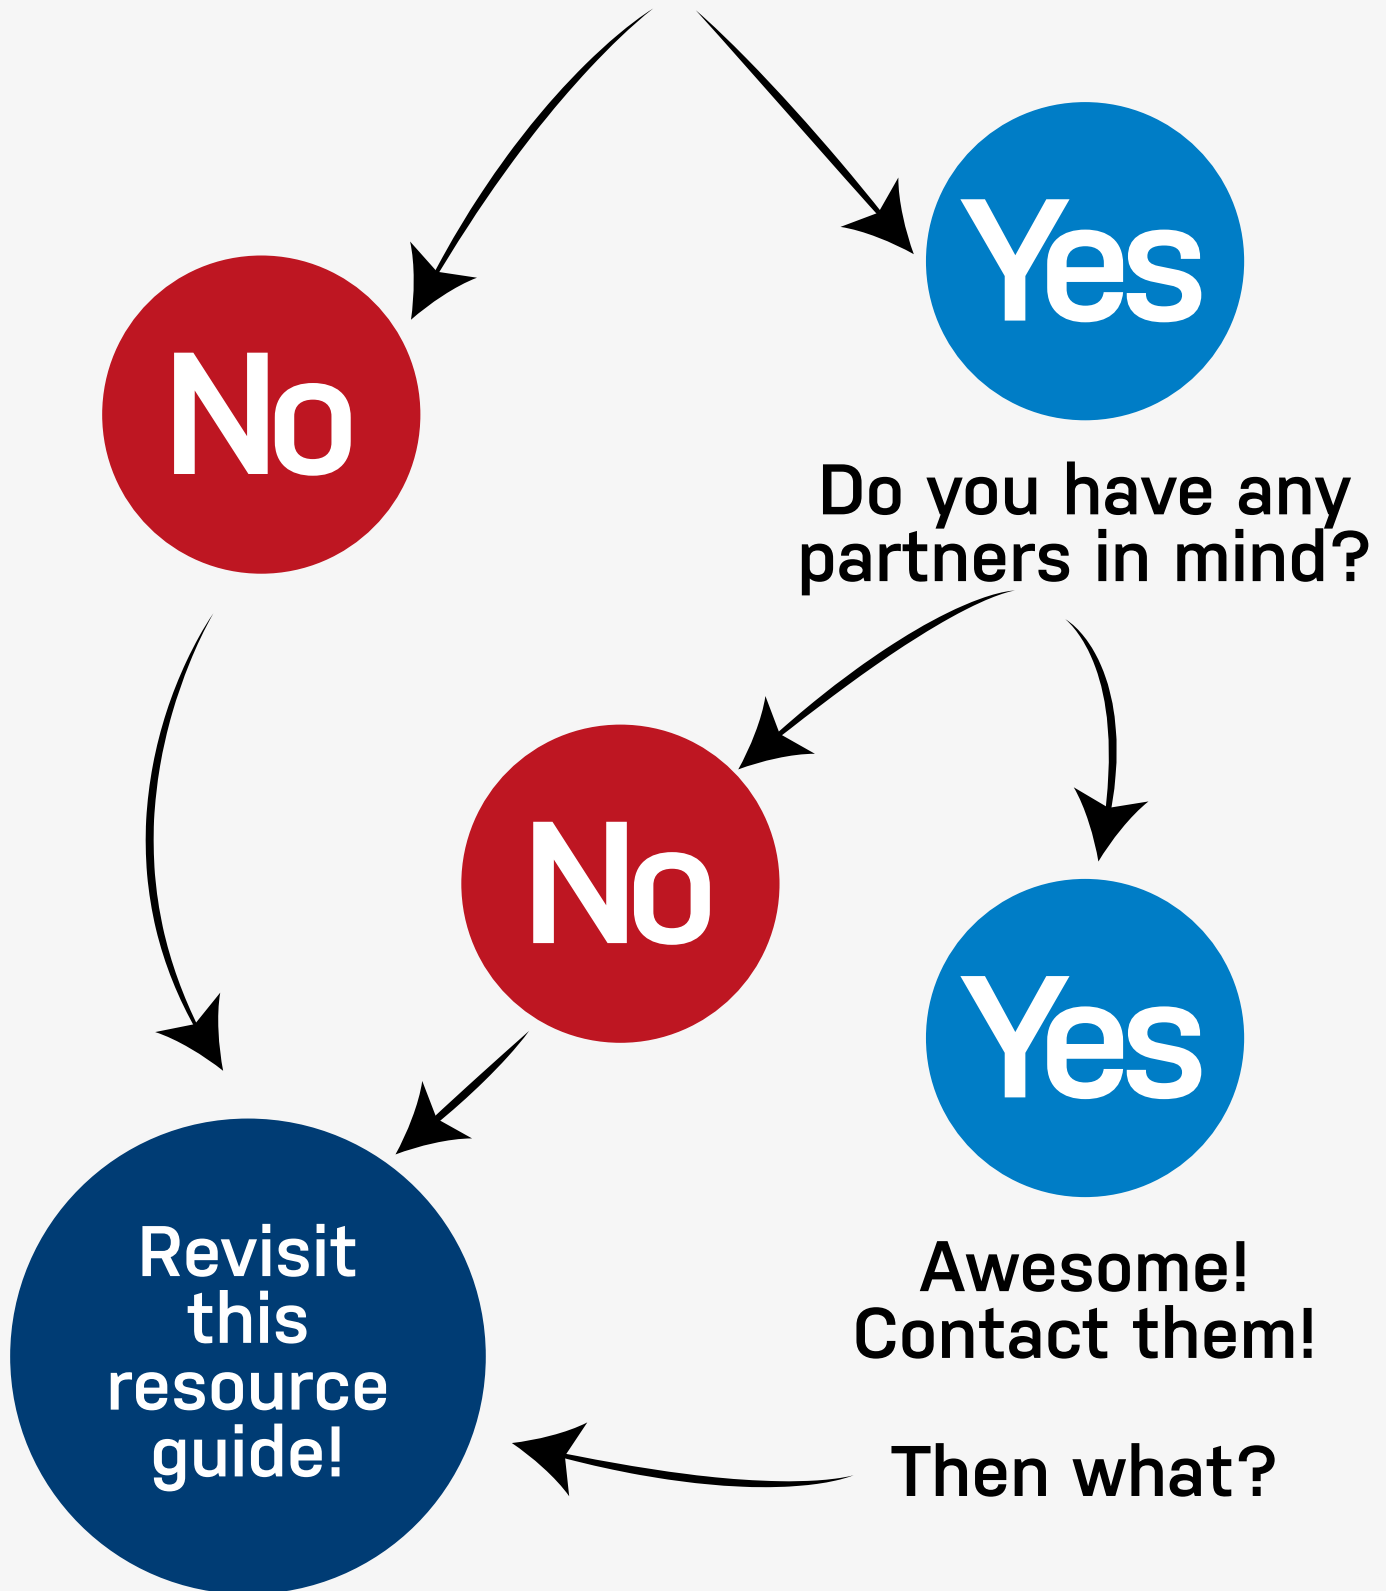 Yes
No
Do you have any
partners in mind?
No
Yes
Revisit
this
resource
guide!
Awesome!
Contact them!
Then what?